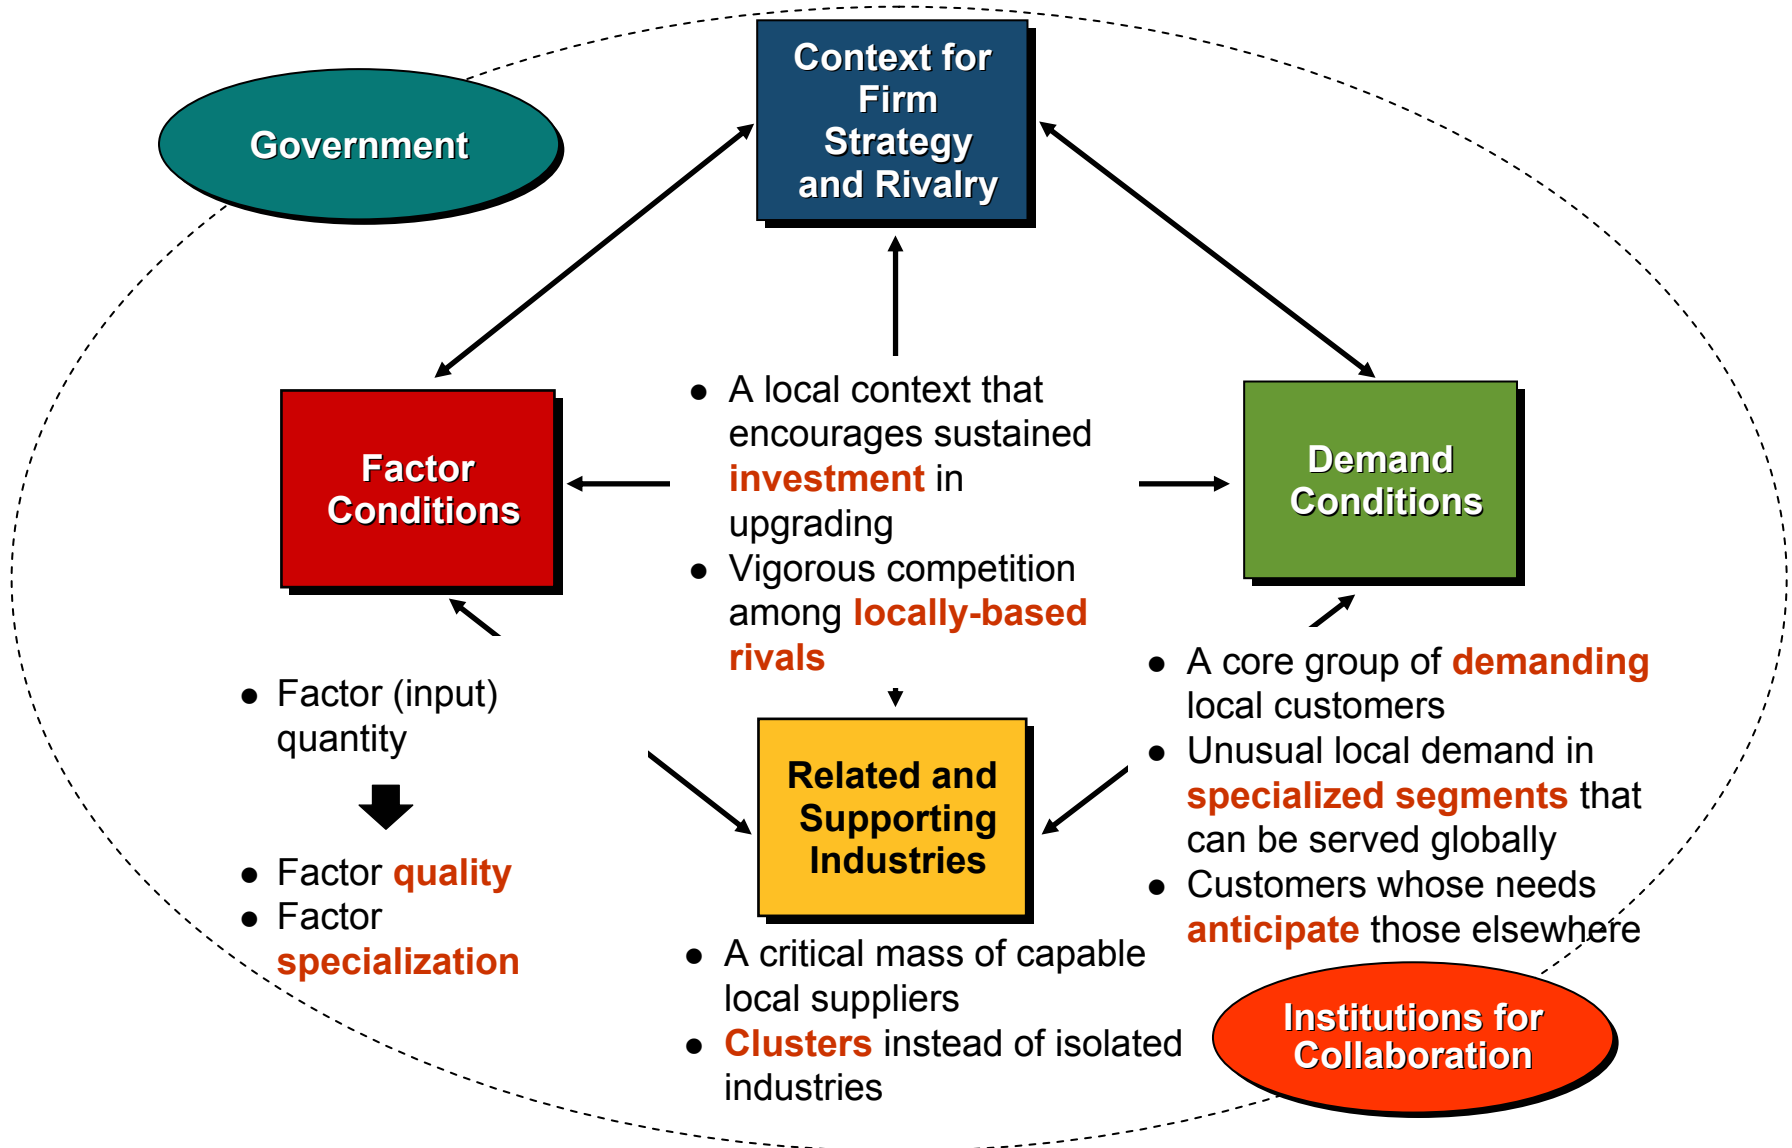 Context for
Firm
Strategy
and Rivalry
Government
Factor
Conditions
● A local context that
encourages sustained
investment in
upgrading
● Vigorous competition
among locally-based
rivals
Demand
Conditions
● Factor (input)
quantity
● Factor quality
● Factor
specialization
Related and
Supporting
Industries
● A core group of demanding
local customers
● Unusual local demand in
specialized segments that
can be served globally
● Customers whose needs
anticipate those elsewhere
● A critical mass of capable
local suppliers
● Clusters instead of isolated
industries
Institutions for
Collaboration